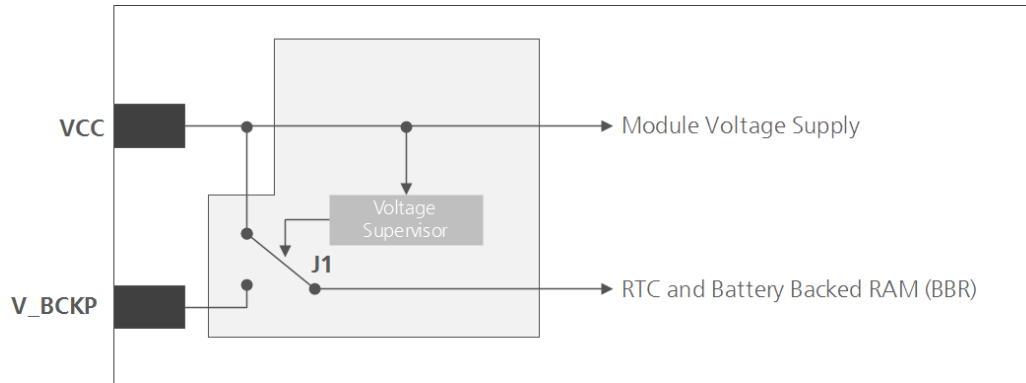 VCC
Module Voltage Supply
Voltage
Supervisor
J1
V_BCKP
RTC and Battery Backed RAM (BBR)